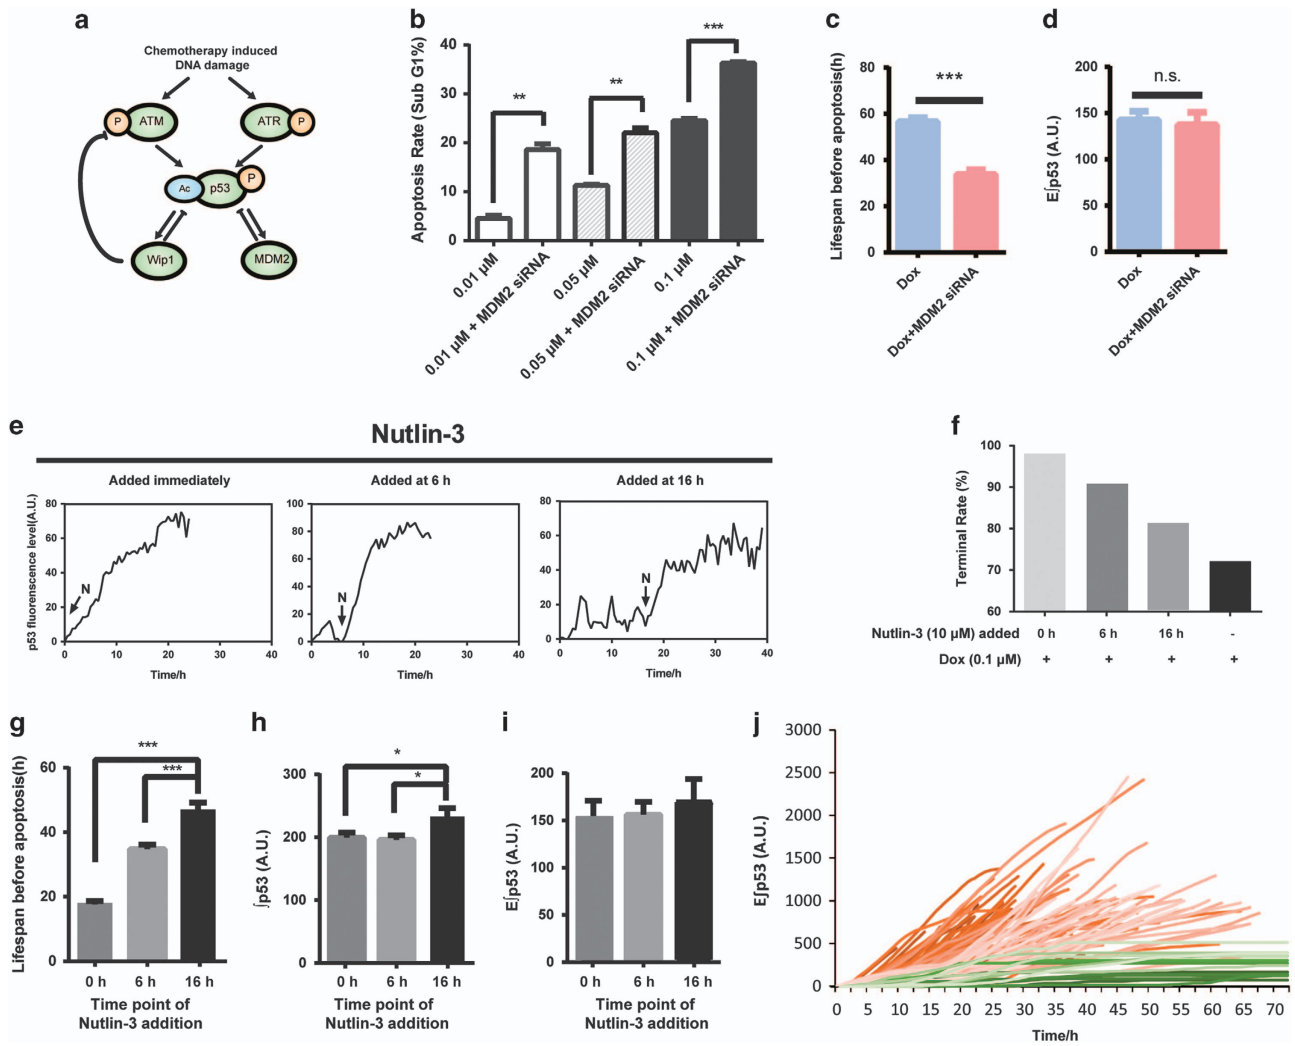 a
Chemotherapy induced
DNA damage
P
ATM
ATR
P
Ac
p53
P
Wip1
MDM2
b
Apoptosis Rate (Sub G1%)
40
30
20
10
0
**
**
***
0.01 µM
0.01 µM + MDM2 siRNA
0.05 µM
0.05 µM + MDM2 siRNA
0.1 µM
0.1 µM + MDM2 siRNA
c
Lifespan before apoptosis(h)
80
60
40
20
0
***
Dox
Dox+MDM2 siRNA
d
E∫p53 (A.U.)
200
150
100
50
0
n.s.
Dox
Dox+MDM2 siRNA
e
Nutlin-3
Added immediately
p53 fluorenscence level(A.U.)
80
60
40
20
0
N
0 10 20 30 40
Time/h
Added at 6 h
100
80
60
40
20
0
N
0 10 20 30 40
Time/h
Added at 16 h
80
60
40
20
0
N
0 10 20 30 40
Time/h
f
Terminal Rate (%)
100
90
80
70
60
Nutlin-3 (10 µM) added 0 h 6 h 16 h -
Dox (0.1 µM) + + + +
g
Lifespan before apoptosis(h)
60
40
20
0
***
***
0 h 6 h 16 h
Time point of
Nutlin-3 addition
h
∫p53 (A.U.)
300
200
100
0
*
*
0 h 6 h 16 h
Time point of
Nutlin-3 addition
i
E∫p53 (A.U.)
200
150
100
50
0
0 h 6 h 16 h
Time point of
Nutlin-3 addition
j
E∫p53 (A.U.)
3000
2500
2000
1500
1000
500
0
0 5 10 15 20 25 30 35 40 45 50 55 60 65 70
Time/h